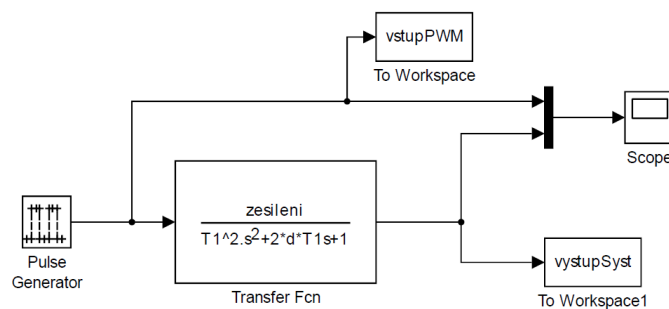 vstupPWM
To Workspace
Scope
zesileni
T1^2.s²+2*d*T1s+1
Pulse
Generator
Transfer Fcn
vystupSyst
To Workspace1